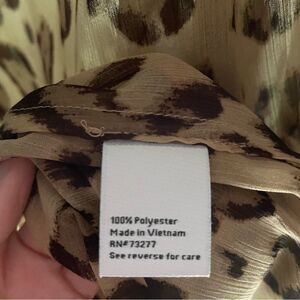 100% Polyester
Made in Vietnam
RN#73277
See reverse for care